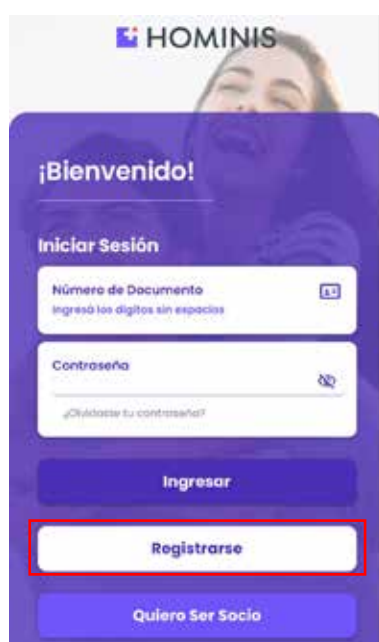 HOMINIS
¡Bienvenido!
Iniciar Sesión
Número de Documento
Ingresá los dígitos sin espacios
Contraseña
¿Olvidaste tu contraseña?
Ingresar
Registrarse
Quiero Ser Socio